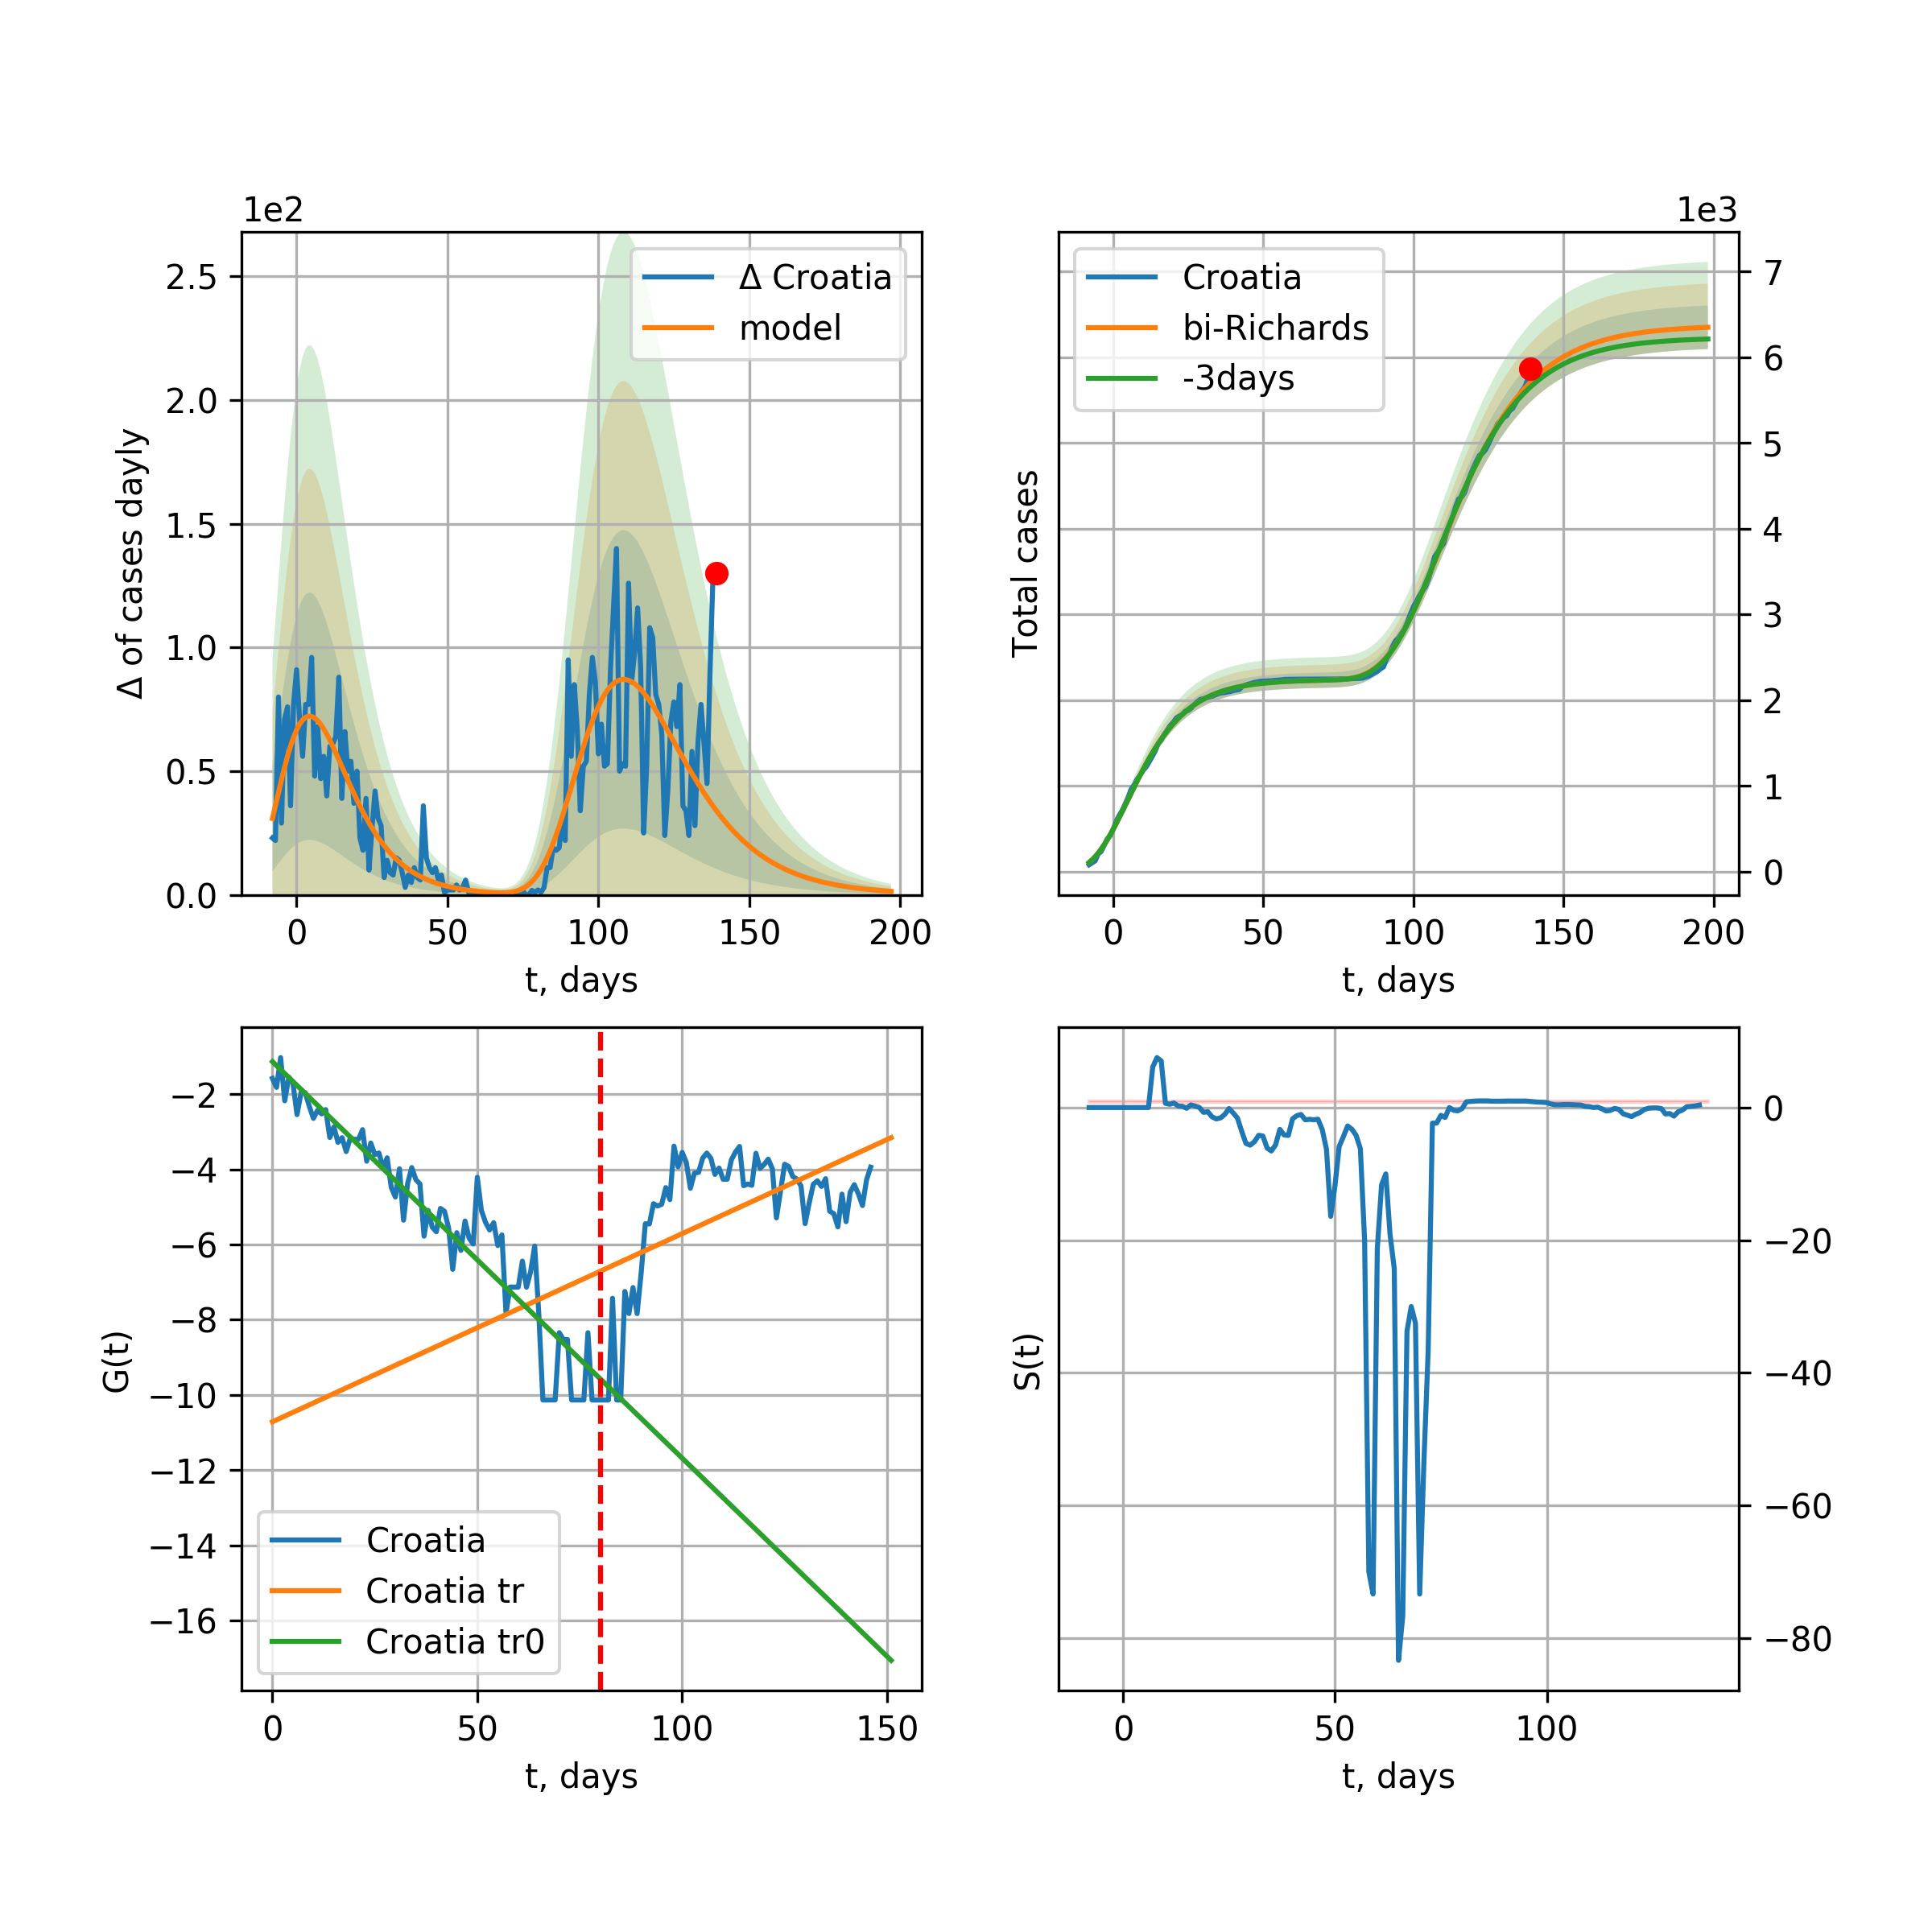 1e2
Δ of cases dayly
2.5
2.0
1.5
1.0
0.5
0.0
Δ Croatia
model
0 50 100 150 200
t, days
1e3
Total cases
Croatia
bi-Richards
-3days
7
6
5
4
3
2
1
0
0 50 100 150 200
t, days
G(t)
−2
−4
−6
−8
−10
−12
−14
−16
Croatia
Croatia tr
Croatia tr0
0 50 100 150
t, days
S(t)
0
−20
−40
−60
−80
0 50 100
t, days